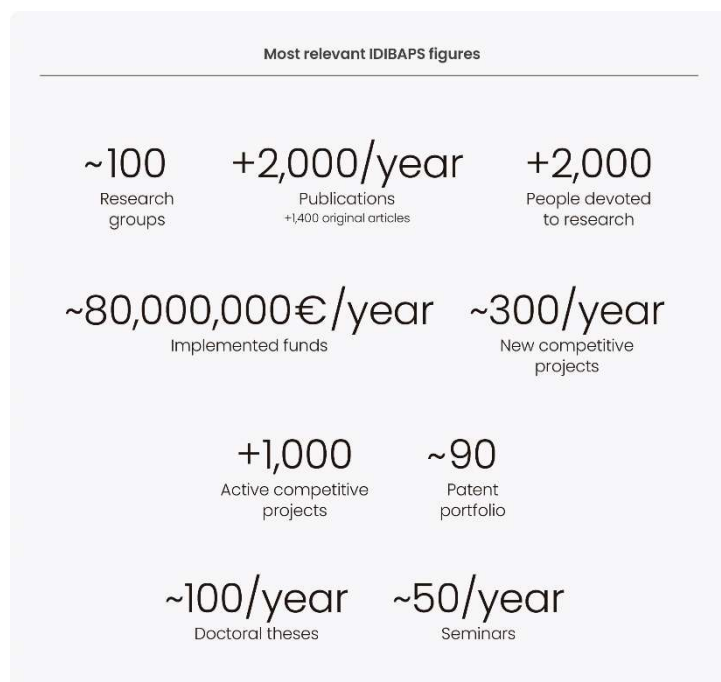 Most relevant IDIBAPS figures
~100
Research
groups
+2,000/year
Publications
+1,400 original articles
+2,000
People devoted
to research
~80,000,000€/year
Implemented funds
~300/year
New competitive
projects
+1,000
Active competitive
projects
~90
Patent
portfolio
~100/year
Doctoral theses
~50/year
Seminars